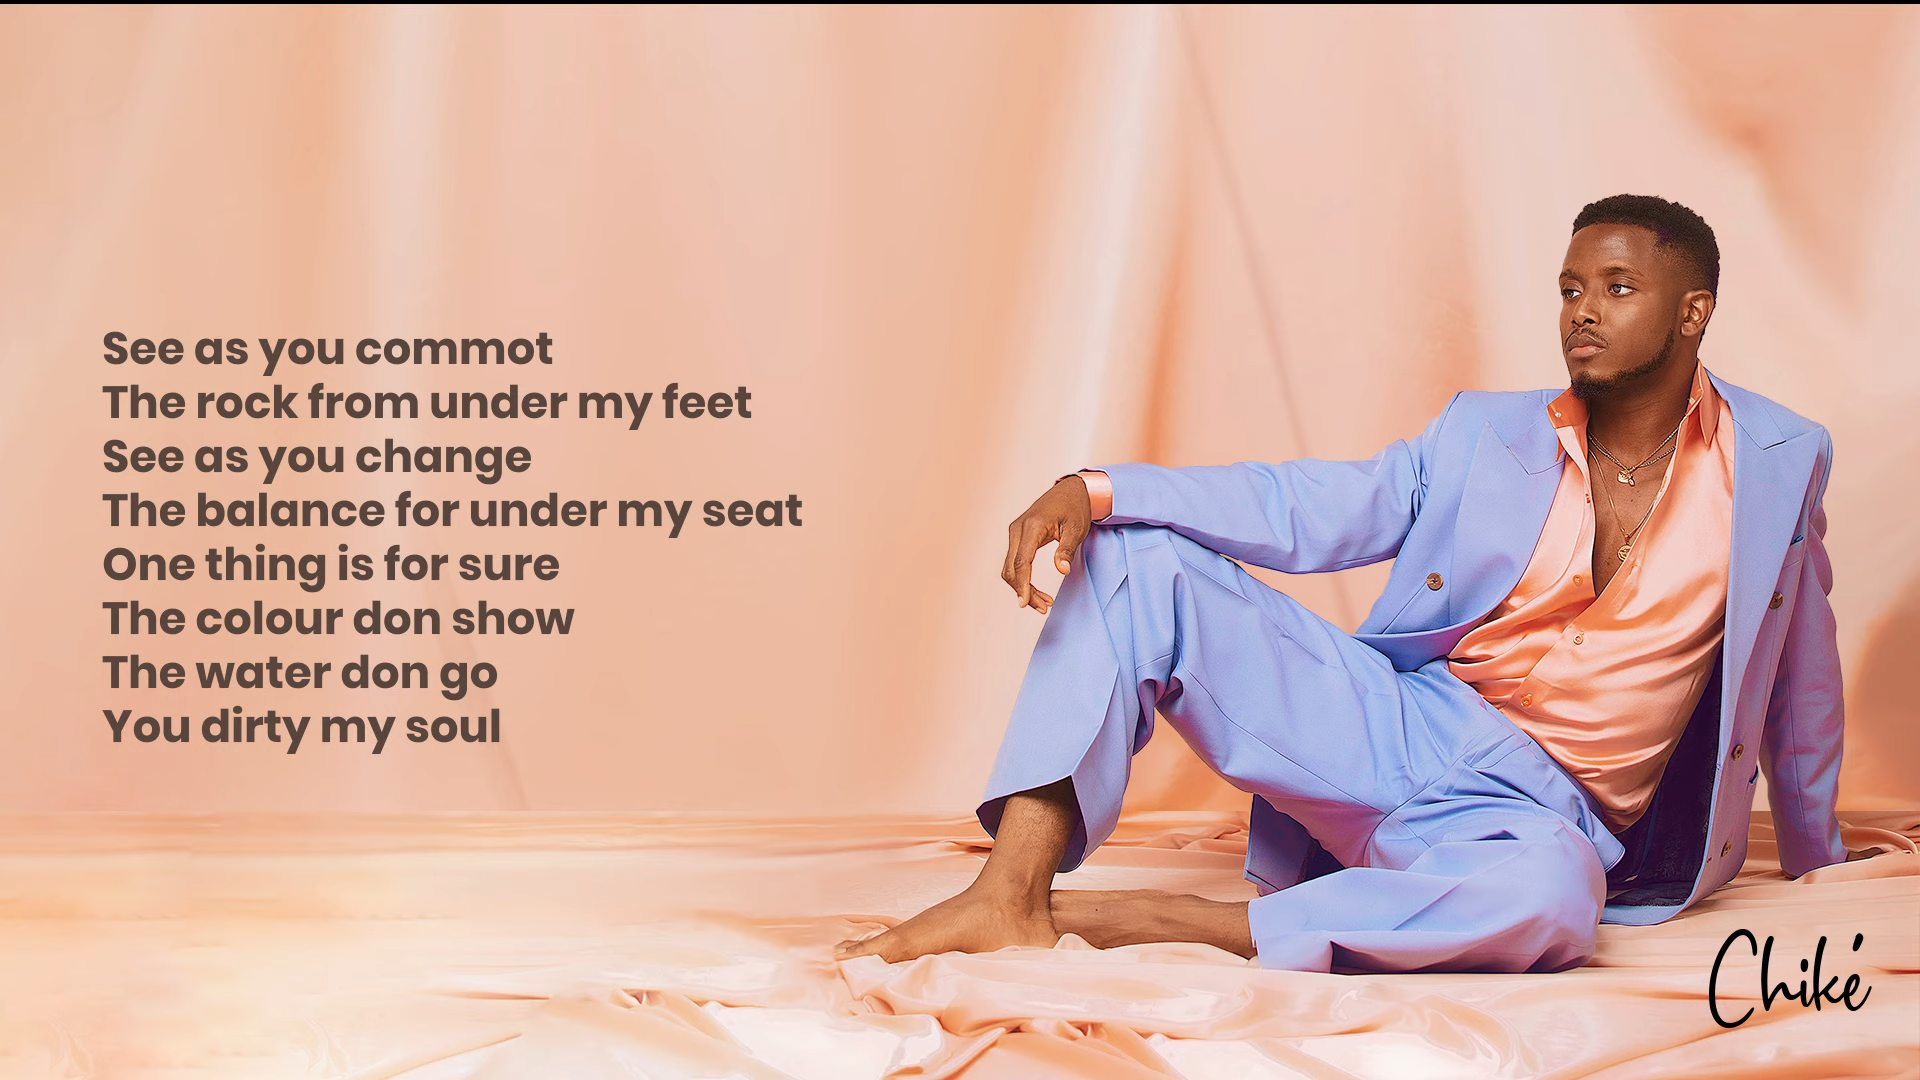 See as you commot
The rock from under my feet
See as you change
The balance for under my seat
One thing is for sure
The colour don show
The water don go
You dirty my soul
Chiké